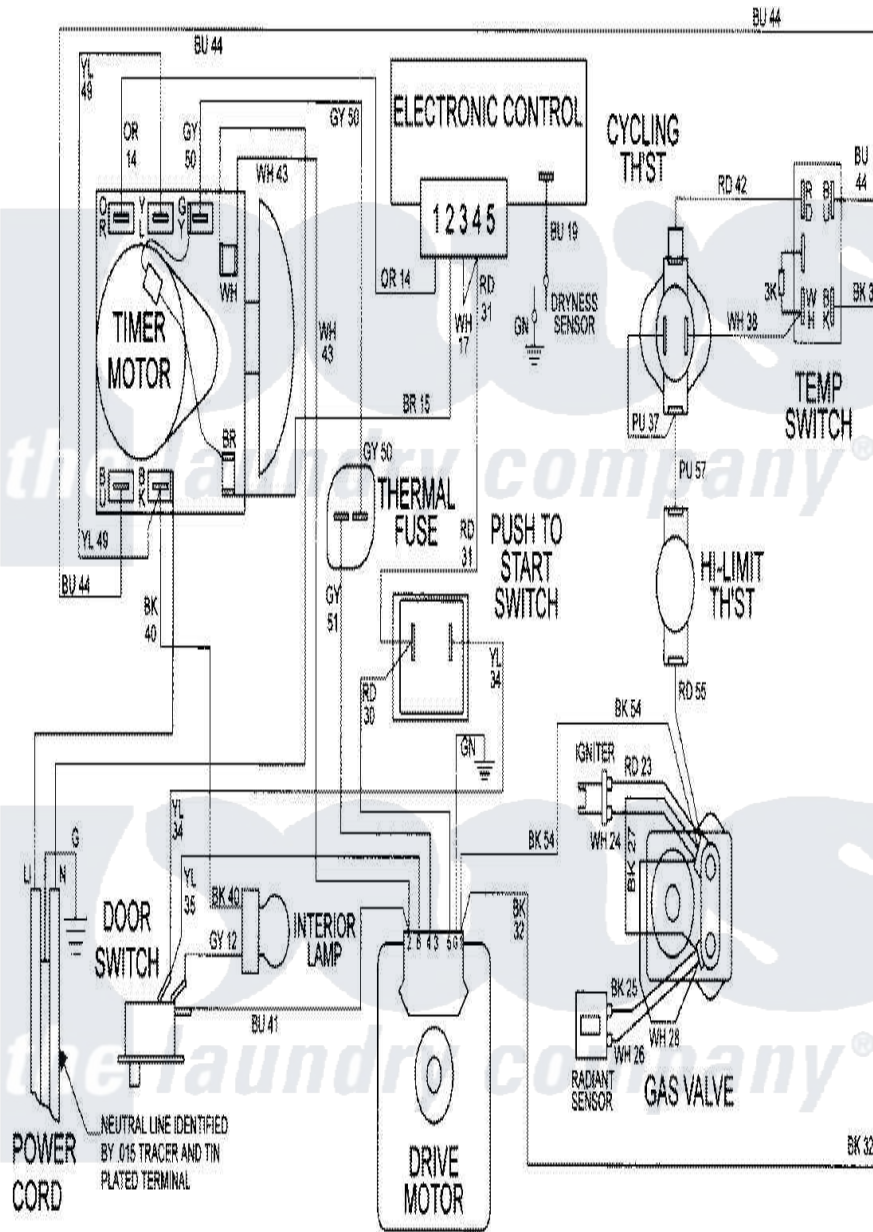 BU 44
BU 44
YL
49
OR
14
GY
50
GY 50
WH 43
ELECTRONIC CONTROL
1 2 3 4 5
CYCLING
TH'ST
RD 42
BU
44
O
R
Y
L
G
Y
WH
TIMER
MOTOR
BR
B
U
B
K
OR 14
WH
17
RD
31
BU 19
GN
DRYNESS
SENSOR
WH
43
BR 15
R
D
B
U
3K
W
H
B
K
BK 3
WH 38
TEMP
SWITCH
PU 37
PU 57
GY 50
THERMAL
FUSE
RD
31
PUSH TO
START
SWITCH
HI-LIMIT
TH'ST
YL 49
BU 44
BK
40
GY
51
RD
30
YL
34
RD 55
BK 54
GN
IGNITER
RD 23
WH 24
BK 27
BK 54
YL
34
YL
35
L1
G
N
DOOR
SWITCH
BK 40
GY 12
INTERIOR
LAMP
BK
32
BU 41
BK 25
WH 26
WH 28
RADIANT
SENSOR
GAS VALVE
NEUTRAL LINE IDENTIFIED
BY .015 TRACER AND TIN
PLATED TERMINAL
POWER
CORD
DRIVE
MOTOR
BK 32
the laundry company®
the laundry company®